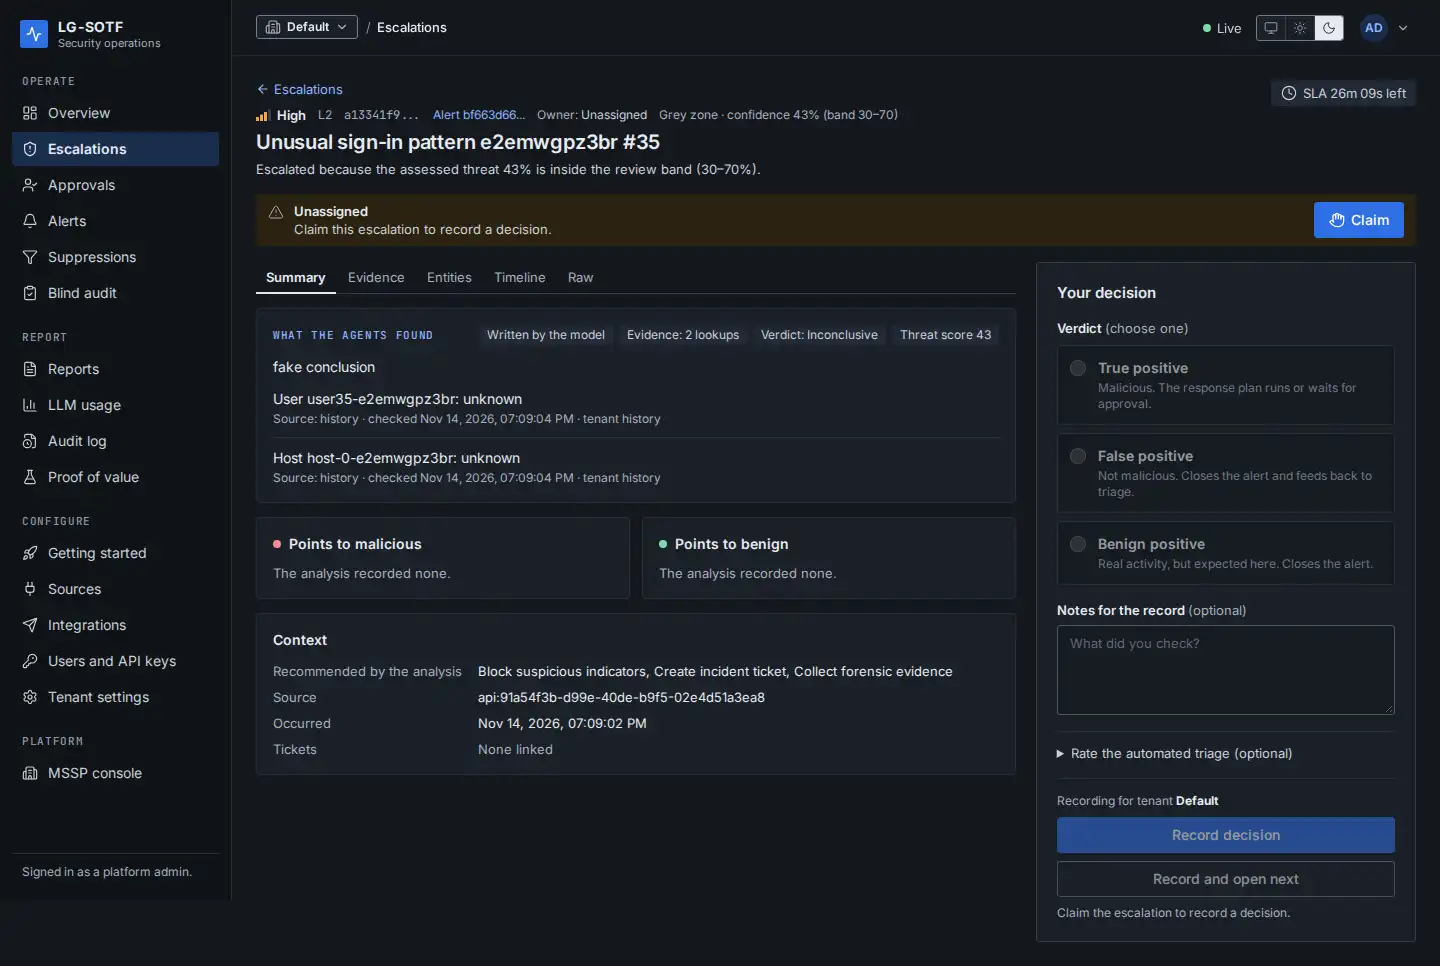 LG-SOTF
Security operations
OPERATE
Overview
Escalations
Approvals
Alerts
Suppressions
Blind audit
REPORT
Reports
LLM usage
Audit log
Proof of value
CONFIGURE
Getting started
Sources
Integrations
Users and API keys
Tenant settings
PLATFORM
MSSP console
Signed in as a platform admin.
Default / Escalations
Live
AD
Escalations
SLA 26m 09s left
High L2 a13341f9... Alert bf663d66... Owner: Unassigned Grey zone · confidence 43% (band 30–70)
Unusual sign-in pattern e2emwgpz3br #35
Escalated because the assessed threat 43% is inside the review band (30–70%).
Unassigned
Claim this escalation to record a decision.
Claim
Summary Evidence Entities Timeline Raw
WHAT THE AGENTS FOUND Written by the model Evidence: 2 lookups Verdict: Inconclusive Threat score 43
fake conclusion
User user35-e2emwgpz3br: unknown
Source: history · checked Nov 14, 2026, 07:09:04 PM · tenant history
Host host-0-e2emwgpz3br: unknown
Source: history · checked Nov 14, 2026, 07:09:04 PM · tenant history
Points to malicious
The analysis recorded none.
Points to benign
The analysis recorded none.
Context
Recommended by the analysis Block suspicious indicators, Create incident ticket, Collect forensic evidence
Source api:91a54f3b-d99e-40de-b9f5-02e4d51a3ea8
Occurred Nov 14, 2026, 07:09:02 PM
Tickets None linked
Your decision
Verdict (choose one)
True positive
Malicious. The response plan runs or waits for
approval.
False positive
Not malicious. Closes the alert and feeds back to
triage.
Benign positive
Real activity, but expected here. Closes the alert.
Notes for the record (optional)
What did you check?
Rate the automated triage (optional)
Recording for tenant Default
Record decision
Record and open next
Claim the escalation to record a decision.